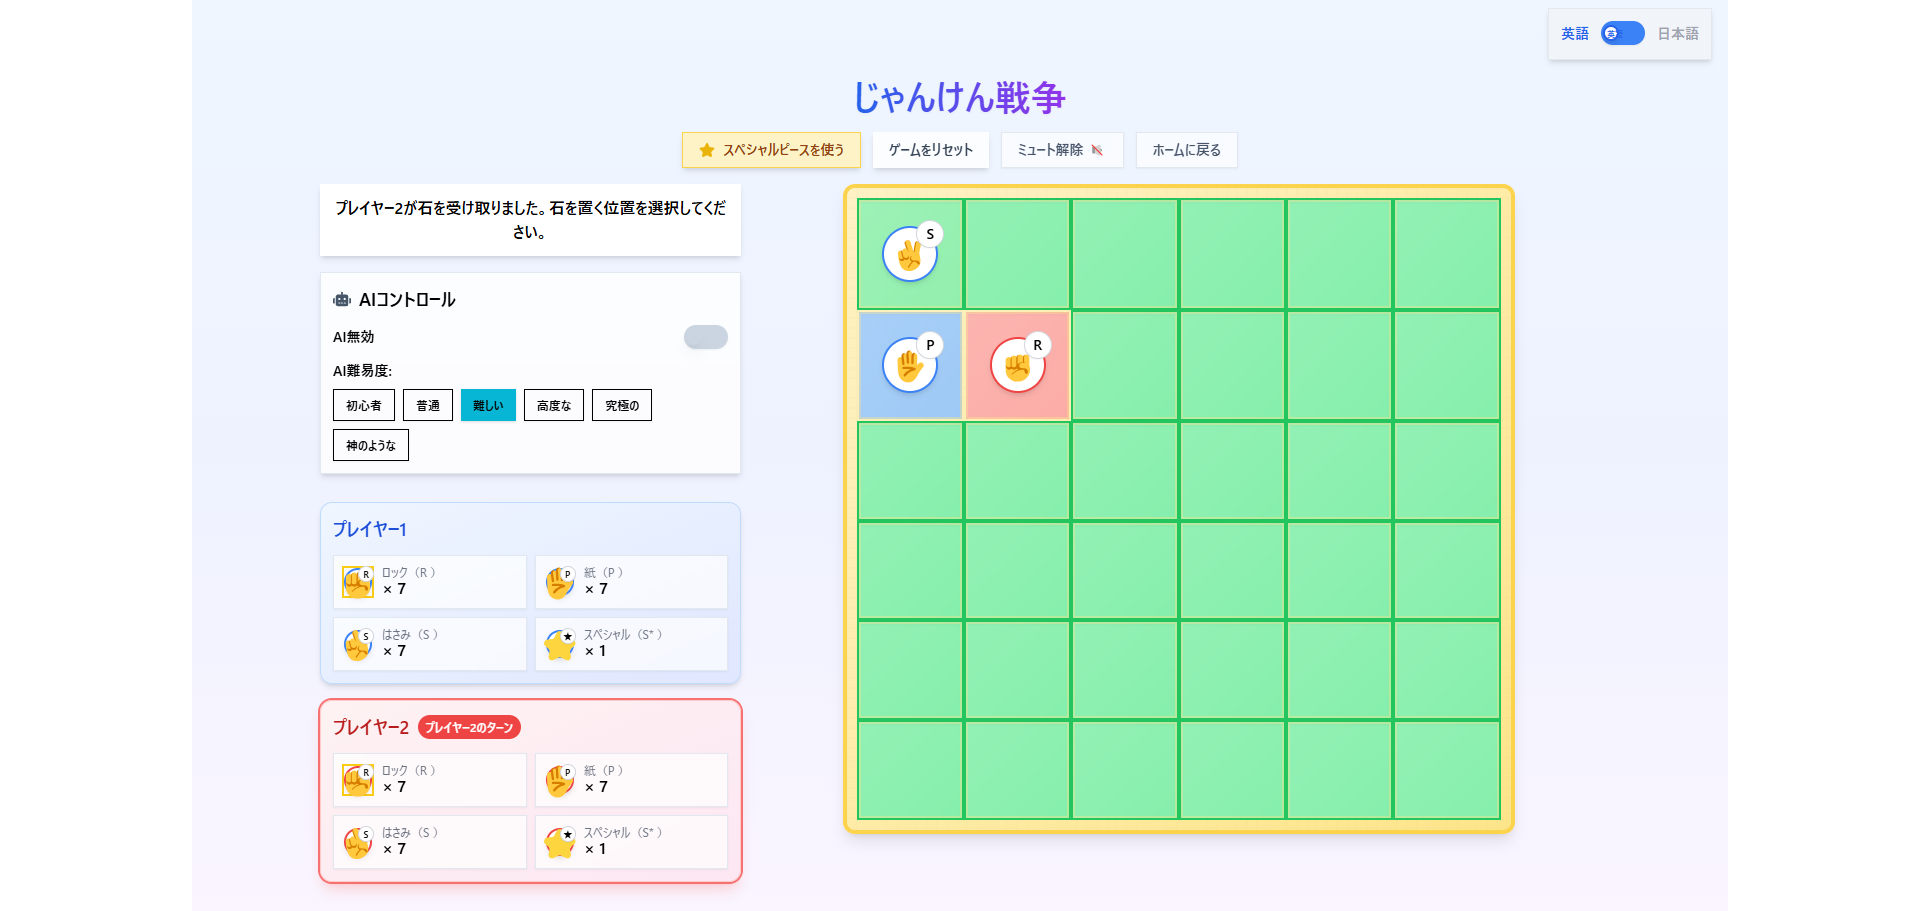 英語 英 日本語
じゃんけん戦争
スペシャルピースを使う ゲームをリセット ミュート解除 ホームに戻る
プレイヤー2が石を受け取りました。石を置く位置を選択してくだ
さい。
AIコントロール
AI無効
AI難易度:
初心者 普通 難しい 高度な 究極の
神のような
プレイヤー1
R ロック（R ）
× 7
P 紙（P ）
× 7
S はさみ（S ）
× 7
★ スペシャル（S* ）
× 1
プレイヤー2 プレイヤー2のターン
R ロック（R ）
× 7
P 紙（P ）
× 7
S はさみ（S ）
× 7
★ スペシャル（S* ）
× 1
S
P R